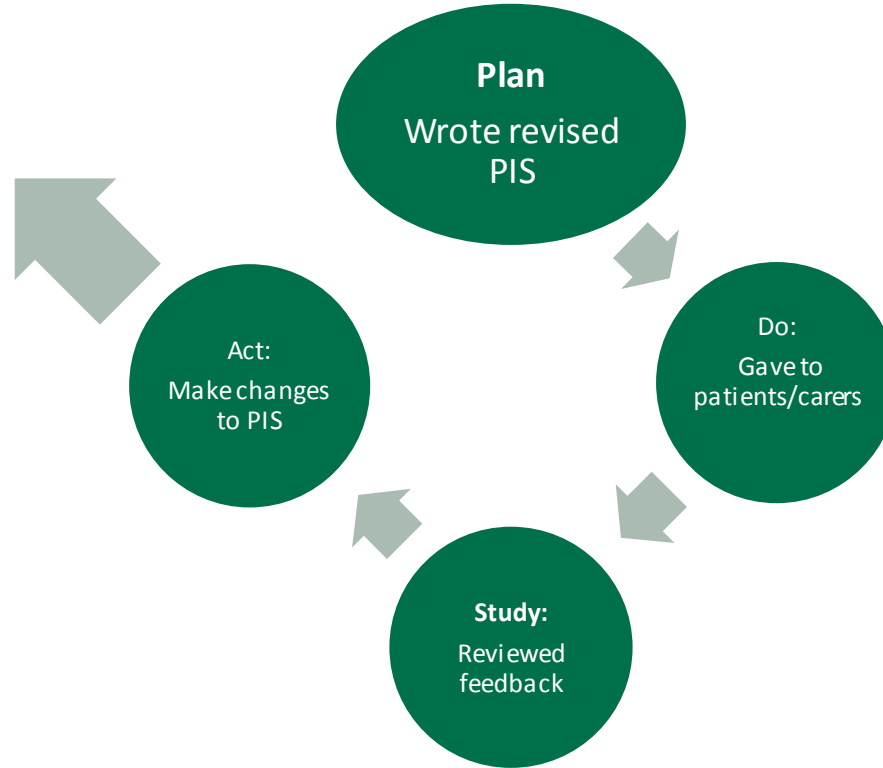 Plan
Wrote revised
PIS
Do:
Gave to
patients/carers
Study:
Reviewed
feedback
Act:
Make changes
to PIS